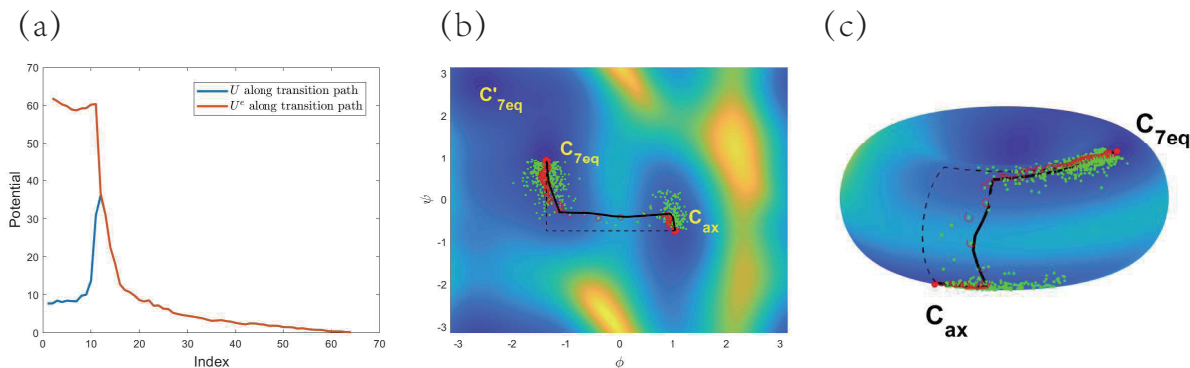 (a)
(b)
(c)
70
60
50
40
30
20
10
0
Potential
U along transition path
Uᵉ along transition path
0 10 20 30 40 50 60 70
Index
3
2
1
0
-1
-2
-3
ψ
C'7eq
C7eq
Cax
-3 -2 -1 0 1 2 3
ϕ
C7eq
Cax